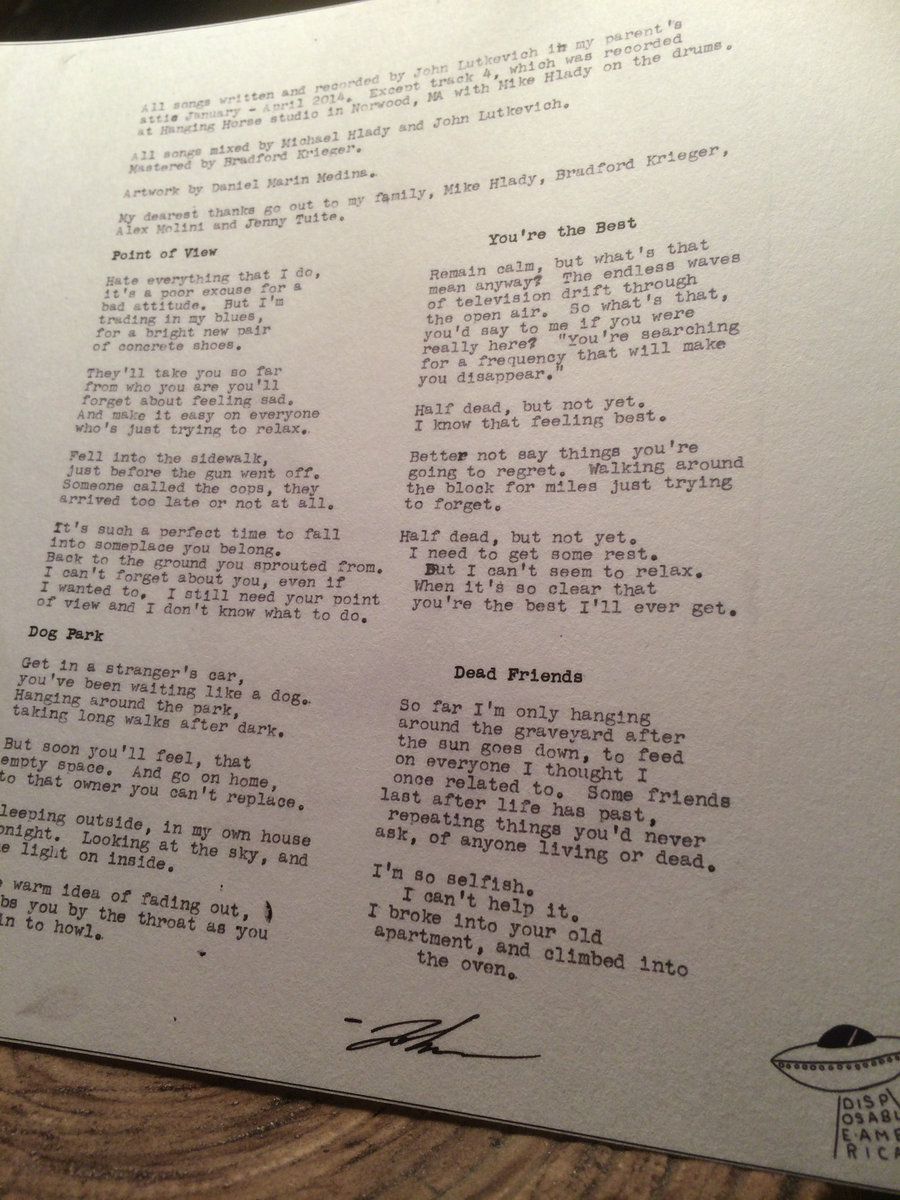 All songs written and recorded by John Lutkevich in my parent's
attic January - April 2014. Except track 4, which was recorded
at Hanging Horse studio in Norwood, MA with Mike Hlady on the drums.
All songs mixed by Michael Hlady and John Lutkevich.
Mastered by Bradford Krieger.
Artwork by Daniel Marin Medina.
My dearest thanks go out to my family, Mike Hlady, Bradford Krieger,
Alex Molini and Jenny Tuite.
Point of View
Hate everything that I do,
it's a poor excuse for a
bad attitude. But I'm
trading in my blues,
for a bright new pair
of concrete shoes.
They'll take you so far
from who you are you'll
forget about feeling sad.
And make it easy on everyone
who's just trying to relax.
Fell into the sidewalk,
just before the gun went off.
Someone called the cops, they
arrived too late or not at all.
It's such a perfect time to fall
into someplace you belong.
Back to the ground you sprouted from.
I can't forget about you, even if
I wanted to. I still need your point
of view and I don't know what to do.
Dog Park
Get in a stranger's car,
you've been waiting like a dog.
Hanging around the park,
taking long walks after dark.
But soon you'll feel, that
empty space. And go on home,
to that owner you can't replace.
leeping outside, in my own house
onight. Looking at the sky, and
e light on inside.
warm idea of fading out,
bs you by the throat as you
in to howl.
You're the Best
Remain calm, but what's that
mean anyway? The endless waves
of television drift through
the open air. So what's that,
you'd say to me if you were
really here? "You're searching
for a frequency that will make
you disappear."
Half dead, but not yet.
I know that feeling best.
Better not say things you're
going to regret. Walking around
the block for miles just trying
to forget.
Half dead, but not yet.
I need to get some rest.
But I can't seem to relax.
When it's so clear that
you're the best I'll ever get.
Dead Friends
So far I'm only hanging
around the graveyard after
the sun goes down, to feed
on everyone I thought I
once related to. Some friends
last after life has past,
repeating things you'd never
ask, of anyone living or dead.
I'm so selfish.
I can't help it.
I broke into your old
apartment, and climbed into
the oven.
- John
DISP
OSABL
E·AME
RICA